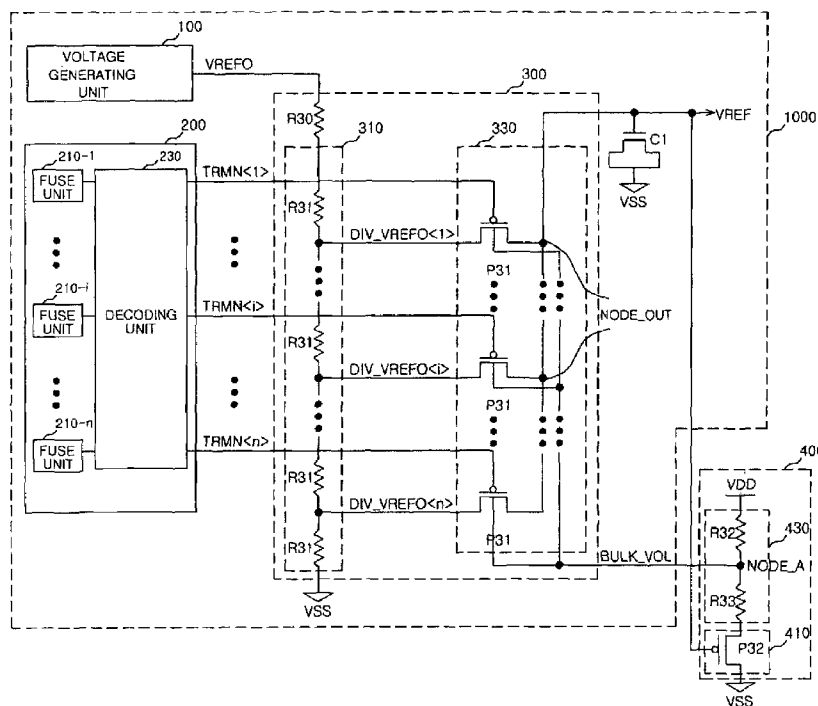 100
VOLTAGE
GENERATING
UNIT
VREFO
300
1000
200
R30
310
330
VREF
C1
VSS
210-1
230
FUSE
UNIT
TRMN<1>
R31
DIV_VREFO<1>
P31
210-i
FUSE
UNIT
DECODING
UNIT
TRMN<i>
NODE_OUT
R31
DIV_VREFO<i>
P31
210-n
FUSE
UNIT
TRMN<n>
400
VDD
R31
DIV_VREFO<n>
P31
R32
430
R31
BULK_VOL
NODE_A
VSS
R33
P32
410
VSS